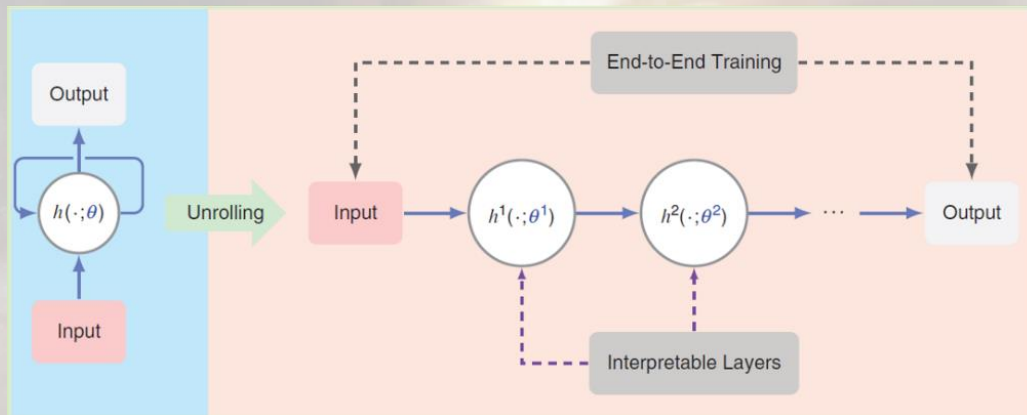 End-to-End Training
Output
h(·;θ)
Unrolling
Input
h¹(·;θ¹)
h²(·;θ²)
···
Output
Input
Interpretable Layers